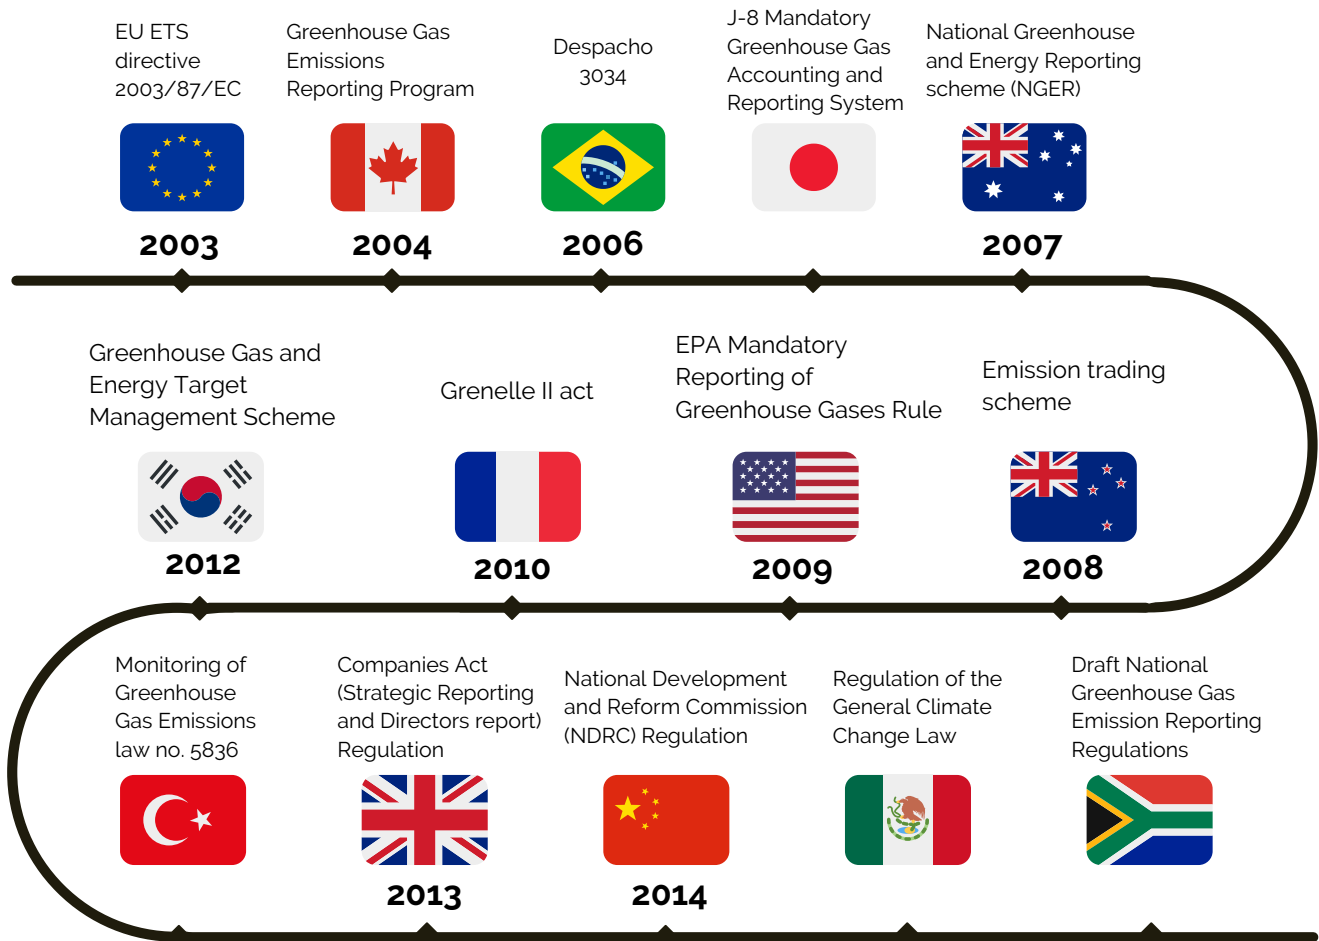 EU ETS
directive
2003/87/EC
2003
Greenhouse Gas
Emissions
Reporting Program
2004
Despacho
3034
2006
J-8 Mandatory
Greenhouse Gas
Accounting and
Reporting System
National Greenhouse
and Energy Reporting
scheme (NGER)
2007
Emission trading
scheme
2008
EPA Mandatory
Reporting of
Greenhouse Gases Rule
2009
Grenelle II act
2010
Greenhouse Gas and
Energy Target
Management Scheme
2012
Monitoring of
Greenhouse
Gas Emissions
law no. 5836
Companies Act
(Strategic Reporting
and Directors report)
Regulation
2013
National Development
and Reform Commission
(NDRC) Regulation
2014
Regulation of the
General Climate
Change Law
Draft National
Greenhouse Gas
Emission Reporting
Regulations